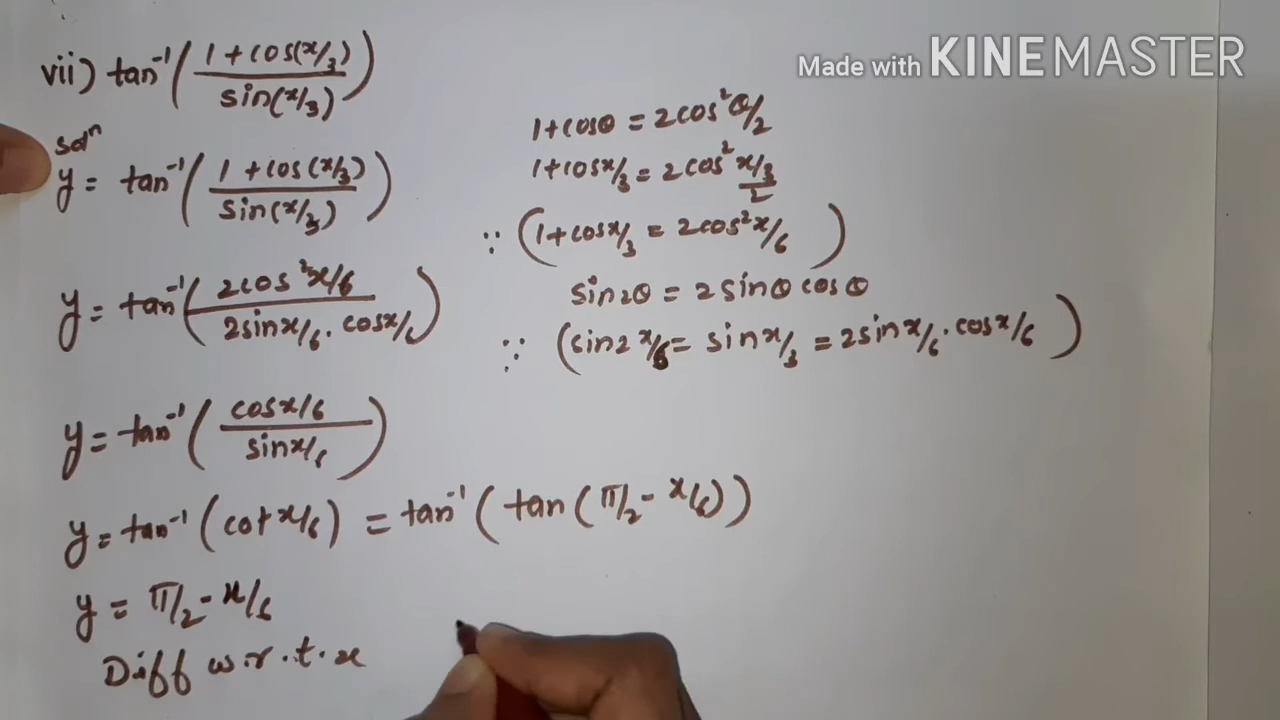 Made with KINEMASTER
vii) tan⁻¹( 1 + cos(x/3) / sin(x/3) )
solⁿ
y = tan⁻¹( 1 + cos(x/3) / sin(x/3) )
y = tan⁻¹( 2cos²x/6 / 2sinx/6 . cosx/6 )
y = tan⁻¹( cosx/6 / sinx/6 )
y = tan⁻¹(cot x/6) = tan⁻¹( tan( π/2 - x/6) )
y = π/2 - x/6
Diff w.r.t. x
1+cosθ = 2cos²θ/2
1+cosx/3 = 2cos² x/3/2
∵ (1+cosx/3 = 2cos²x/6 )
sin2θ = 2sinθ cosθ
∵ (sin2 x/6 = sinx/3 = 2sinx/6 . cosx/6 )